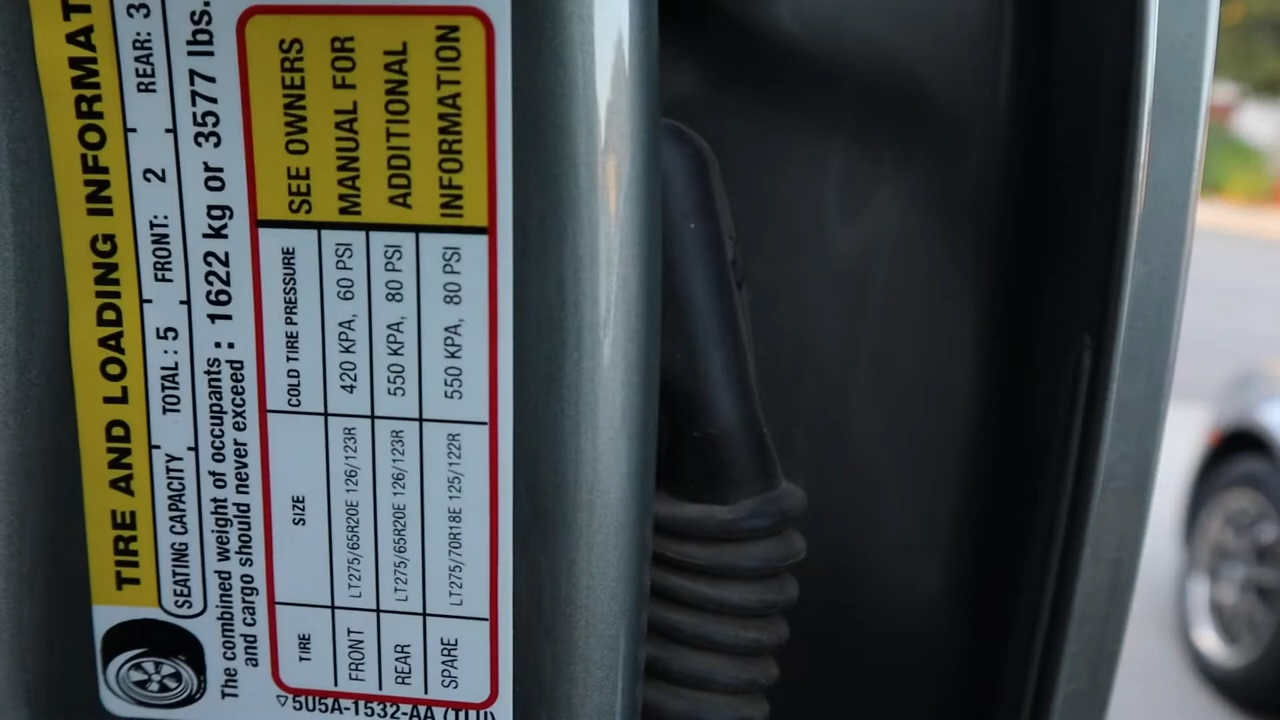 TIRE AND LOADING INFORMAT
SEATING CAPACITY TOTAL : 5 FRONT: 2 REAR: 3
The combined weight of occupants
and cargo should never exceed : 1622 kg or 3577 lbs.
TIRE SIZE COLD TIRE PRESSURE SEE OWNERS
FRONT LT275/65R20E 126/123R 420 KPA, 60 PSI MANUAL FOR
REAR LT275/65R20E 126/123R 550 KPA, 80 PSI ADDITIONAL
SPARE LT275/70R18E 125/122R 550 KPA, 80 PSI INFORMATION
5U5A-1532-AA